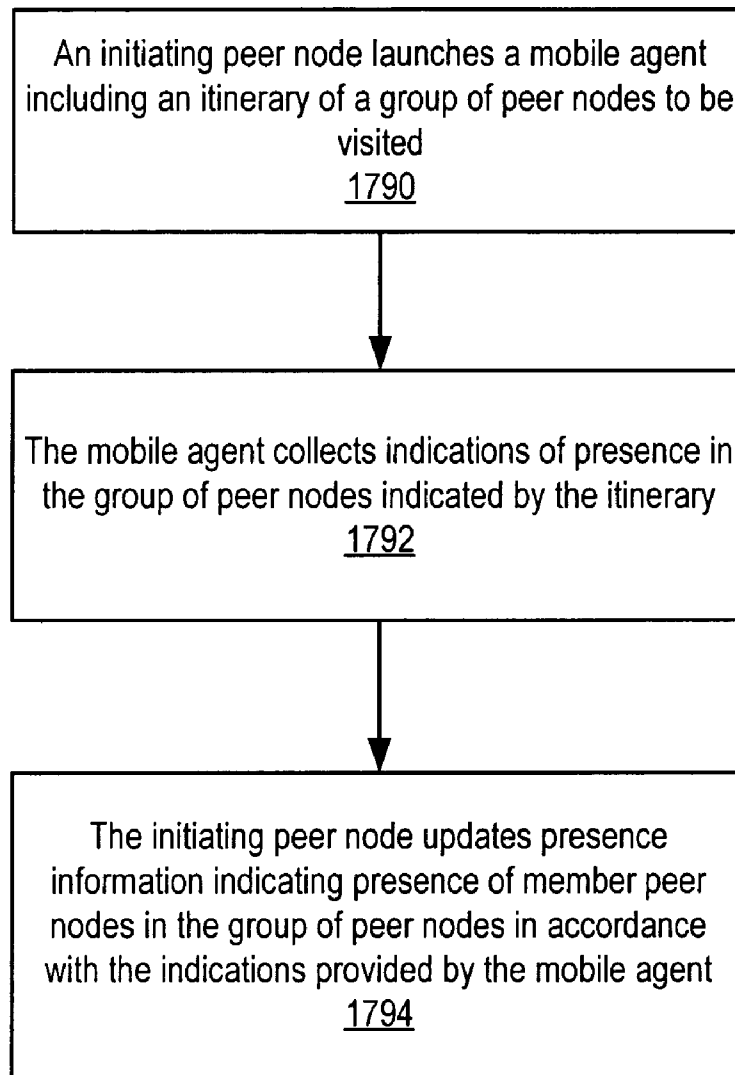 An initiating peer node launches a mobile agent
including an itinerary of a group of peer nodes to be
visited
1790
The mobile agent collects indications of presence in
the group of peer nodes indicated by the itinerary
1792
The initiating peer node updates presence
information indicating presence of member peer
nodes in the group of peer nodes in accordance
with the indications provided by the mobile agent
1794